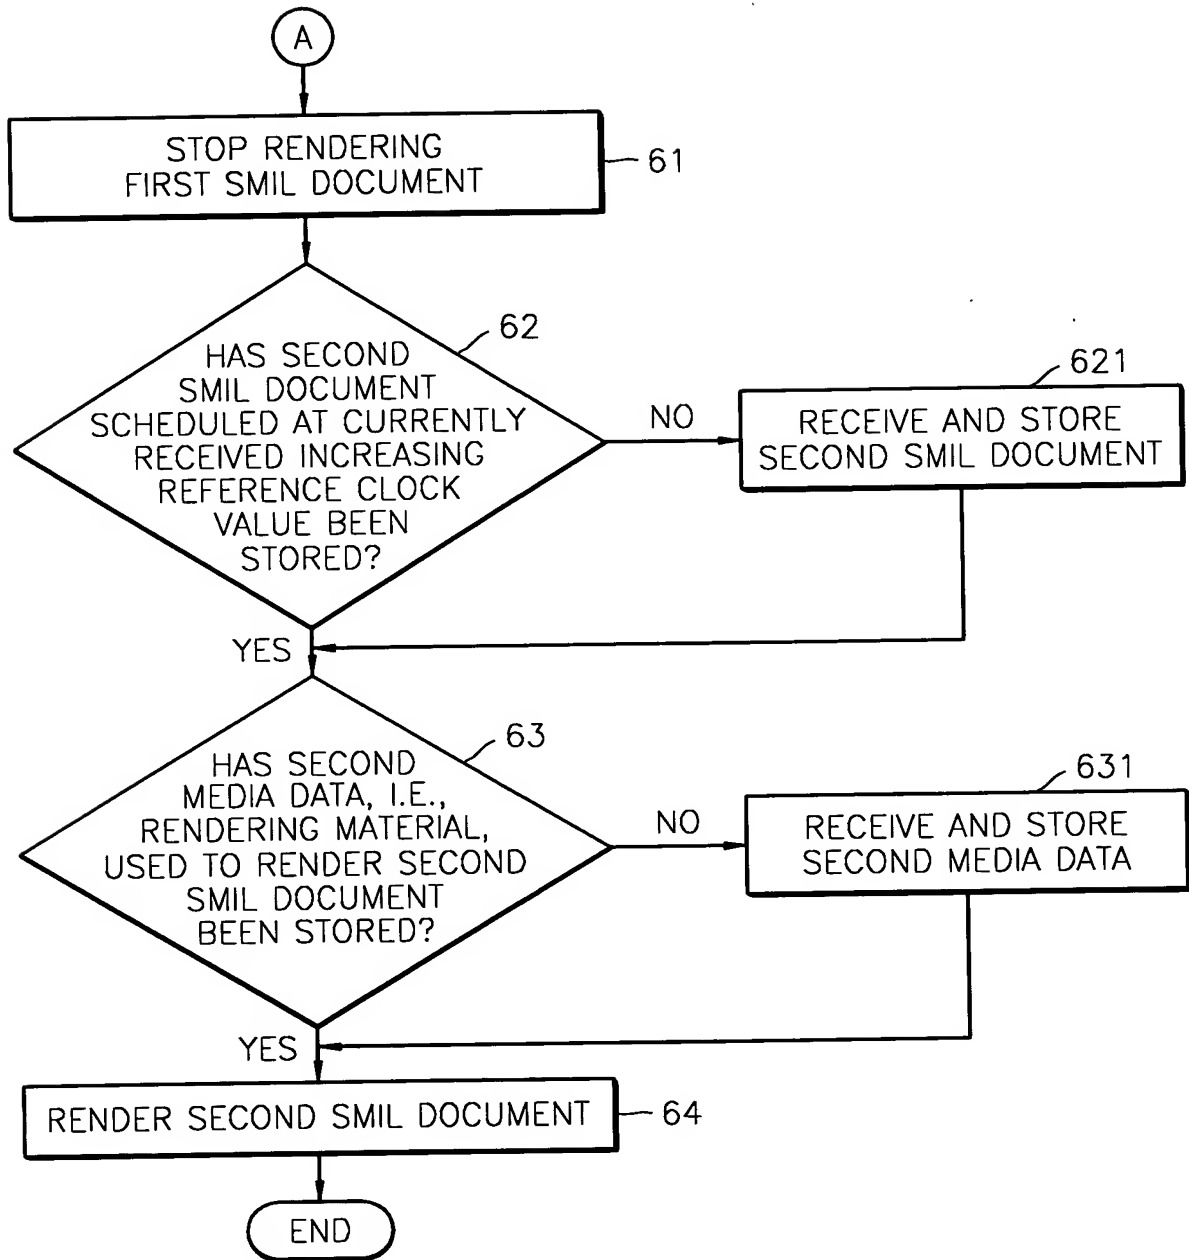 A
STOP RENDERING
FIRST SMIL DOCUMENT
61
62
HAS SECOND
SMIL DOCUMENT
SCHEDULED AT CURRENTLY
RECEIVED INCREASING
REFERENCE CLOCK
VALUE BEEN
STORED?
NO
621
RECEIVE AND STORE
SECOND SMIL DOCUMENT
YES
63
HAS SECOND
MEDIA DATA, I.E.,
RENDERING MATERIAL,
USED TO RENDER SECOND
SMIL DOCUMENT
BEEN STORED?
NO
631
RECEIVE AND STORE
SECOND MEDIA DATA
YES
RENDER SECOND SMIL DOCUMENT
64
END